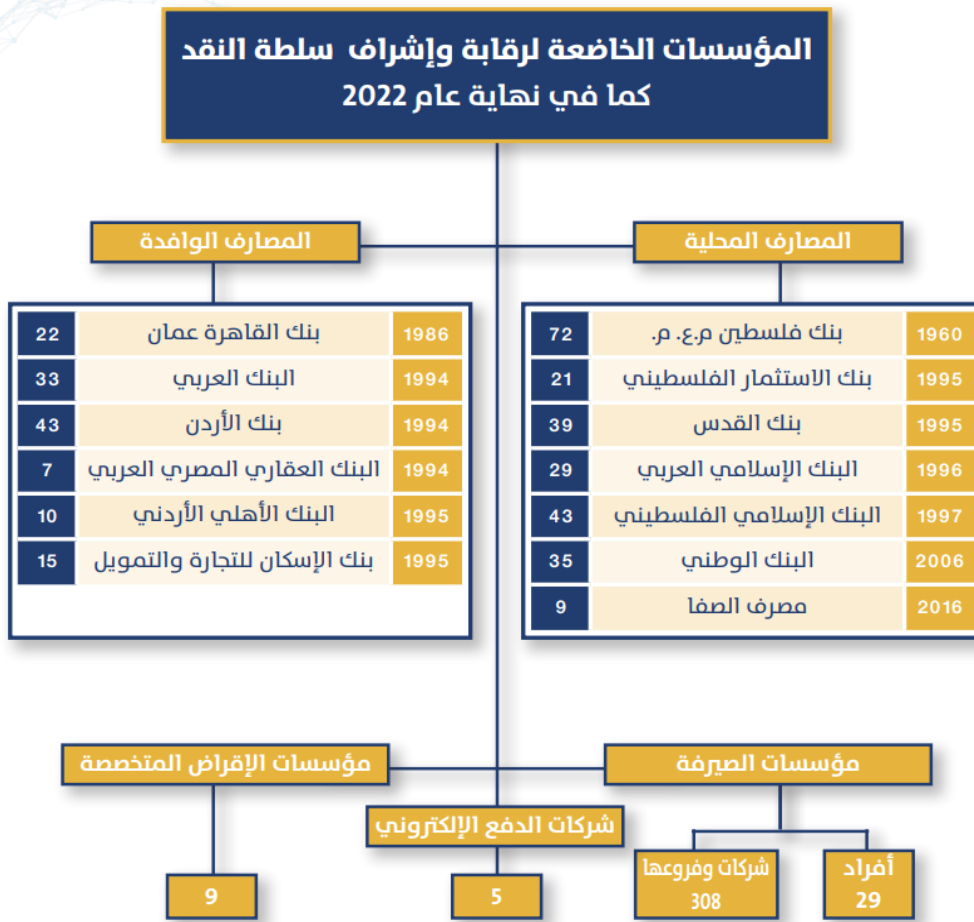 المؤسسات الخاضعة لرقابة وإشراف سلطة النقد
كما في نهاية عام 2022
المصارف المحلية
1960 بنك فلسطين م.ع. م. 72
1995 بنك الاستثمار الفلسطيني 21
1995 بنك القدس 39
1996 البنك الإسلامي العربي 29
1997 البنك الإسلامي الفلسطيني 43
2006 البنك الوطني 35
2016 مصرف الصفا 9
المصارف الوافدة
1986 بنك القاهرة عمان 22
1994 البنك العربي 33
1994 بنك الأردن 43
1994 البنك العقاري المصري العربي 7
1995 البنك الأهلي الأردني 10
1995 بنك الإسكان للتجارة والتمويل 15
مؤسسات الصيرفة
أفراد
29
شركات وفروعها
308
شركات الدفع الإلكتروني
5
مؤسسات الإقراض المتخصصة
9